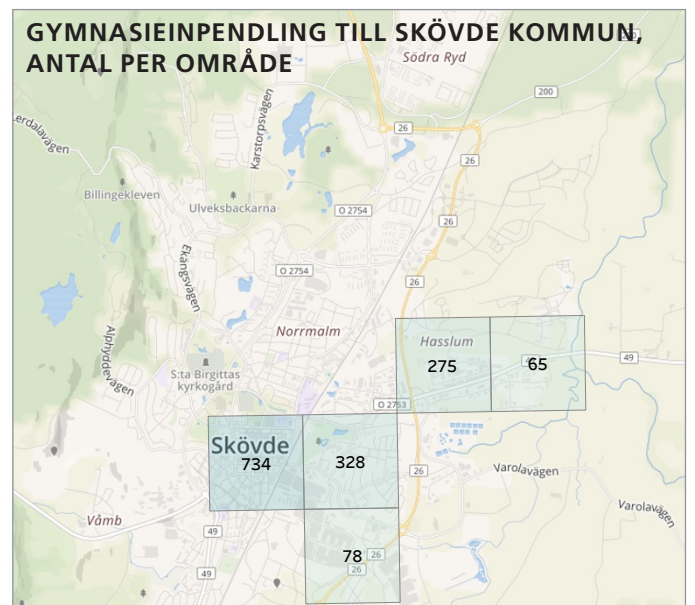 GYMNASIEINPENDLING TILL SKÖVDE KOMMUN,
ANTAL PER OMRÅDE
Södra Ryd
200
Karstorpsvägen
26
erdalavägen
26
Billingekleven
Ulveksbackarna
O 2754
26
Ekängsvägen
O 2754
26
Norrmalm
Hasslum
Alphyddevägen
49
275
65
S:ta Birgittas
kyrkogård
O 2753
Skövde
734
328
26
Varolavägen
Varolavägen
Våmb
49
78
26
26
49